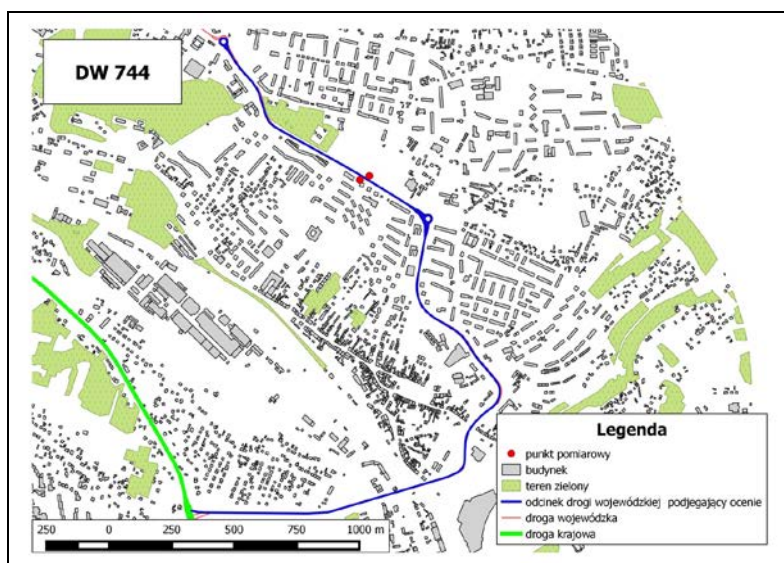 DW 744
Legenda
punkt pomiarowy
budynek
teren zielony
odcinek drogi wojewódzkiej podjegający ocenie
droga wojewódzka
droga krajowa
250 0 250 500 750 1000 m